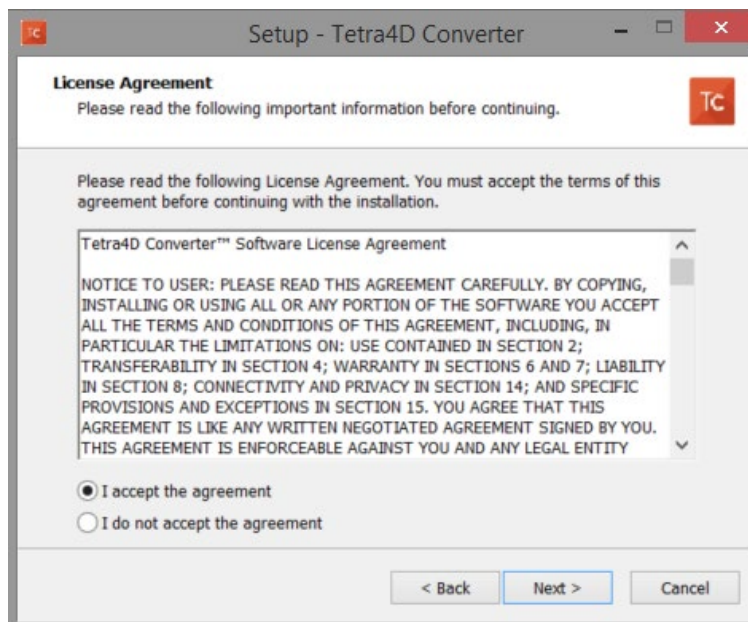 TC
Setup - Tetra4D Converter
License Agreement
Please read the following important information before continuing.
TC
Please read the following License Agreement. You must accept the terms of this
agreement before continuing with the installation.
Tetra4D Converter™ Software License Agreement
NOTICE TO USER: PLEASE READ THIS AGREEMENT CAREFULLY. BY COPYING,
INSTALLING OR USING ALL OR ANY PORTION OF THE SOFTWARE YOU ACCEPT
ALL THE TERMS AND CONDITIONS OF THIS AGREEMENT, INCLUDING, IN
PARTICULAR THE LIMITATIONS ON: USE CONTAINED IN SECTION 2;
TRANSFERABILITY IN SECTION 4; WARRANTY IN SECTIONS 6 AND 7; LIABILITY
IN SECTION 8; CONNECTIVITY AND PRIVACY IN SECTION 14; AND SPECIFIC
PROVISIONS AND EXCEPTIONS IN SECTION 15. YOU AGREE THAT THIS
AGREEMENT IS LIKE ANY WRITTEN NEGOTIATED AGREEMENT SIGNED BY YOU.
THIS AGREEMENT IS ENFORCEABLE AGAINST YOU AND ANY LEGAL ENTITY
I accept the agreement
I do not accept the agreement
< Back Next > Cancel